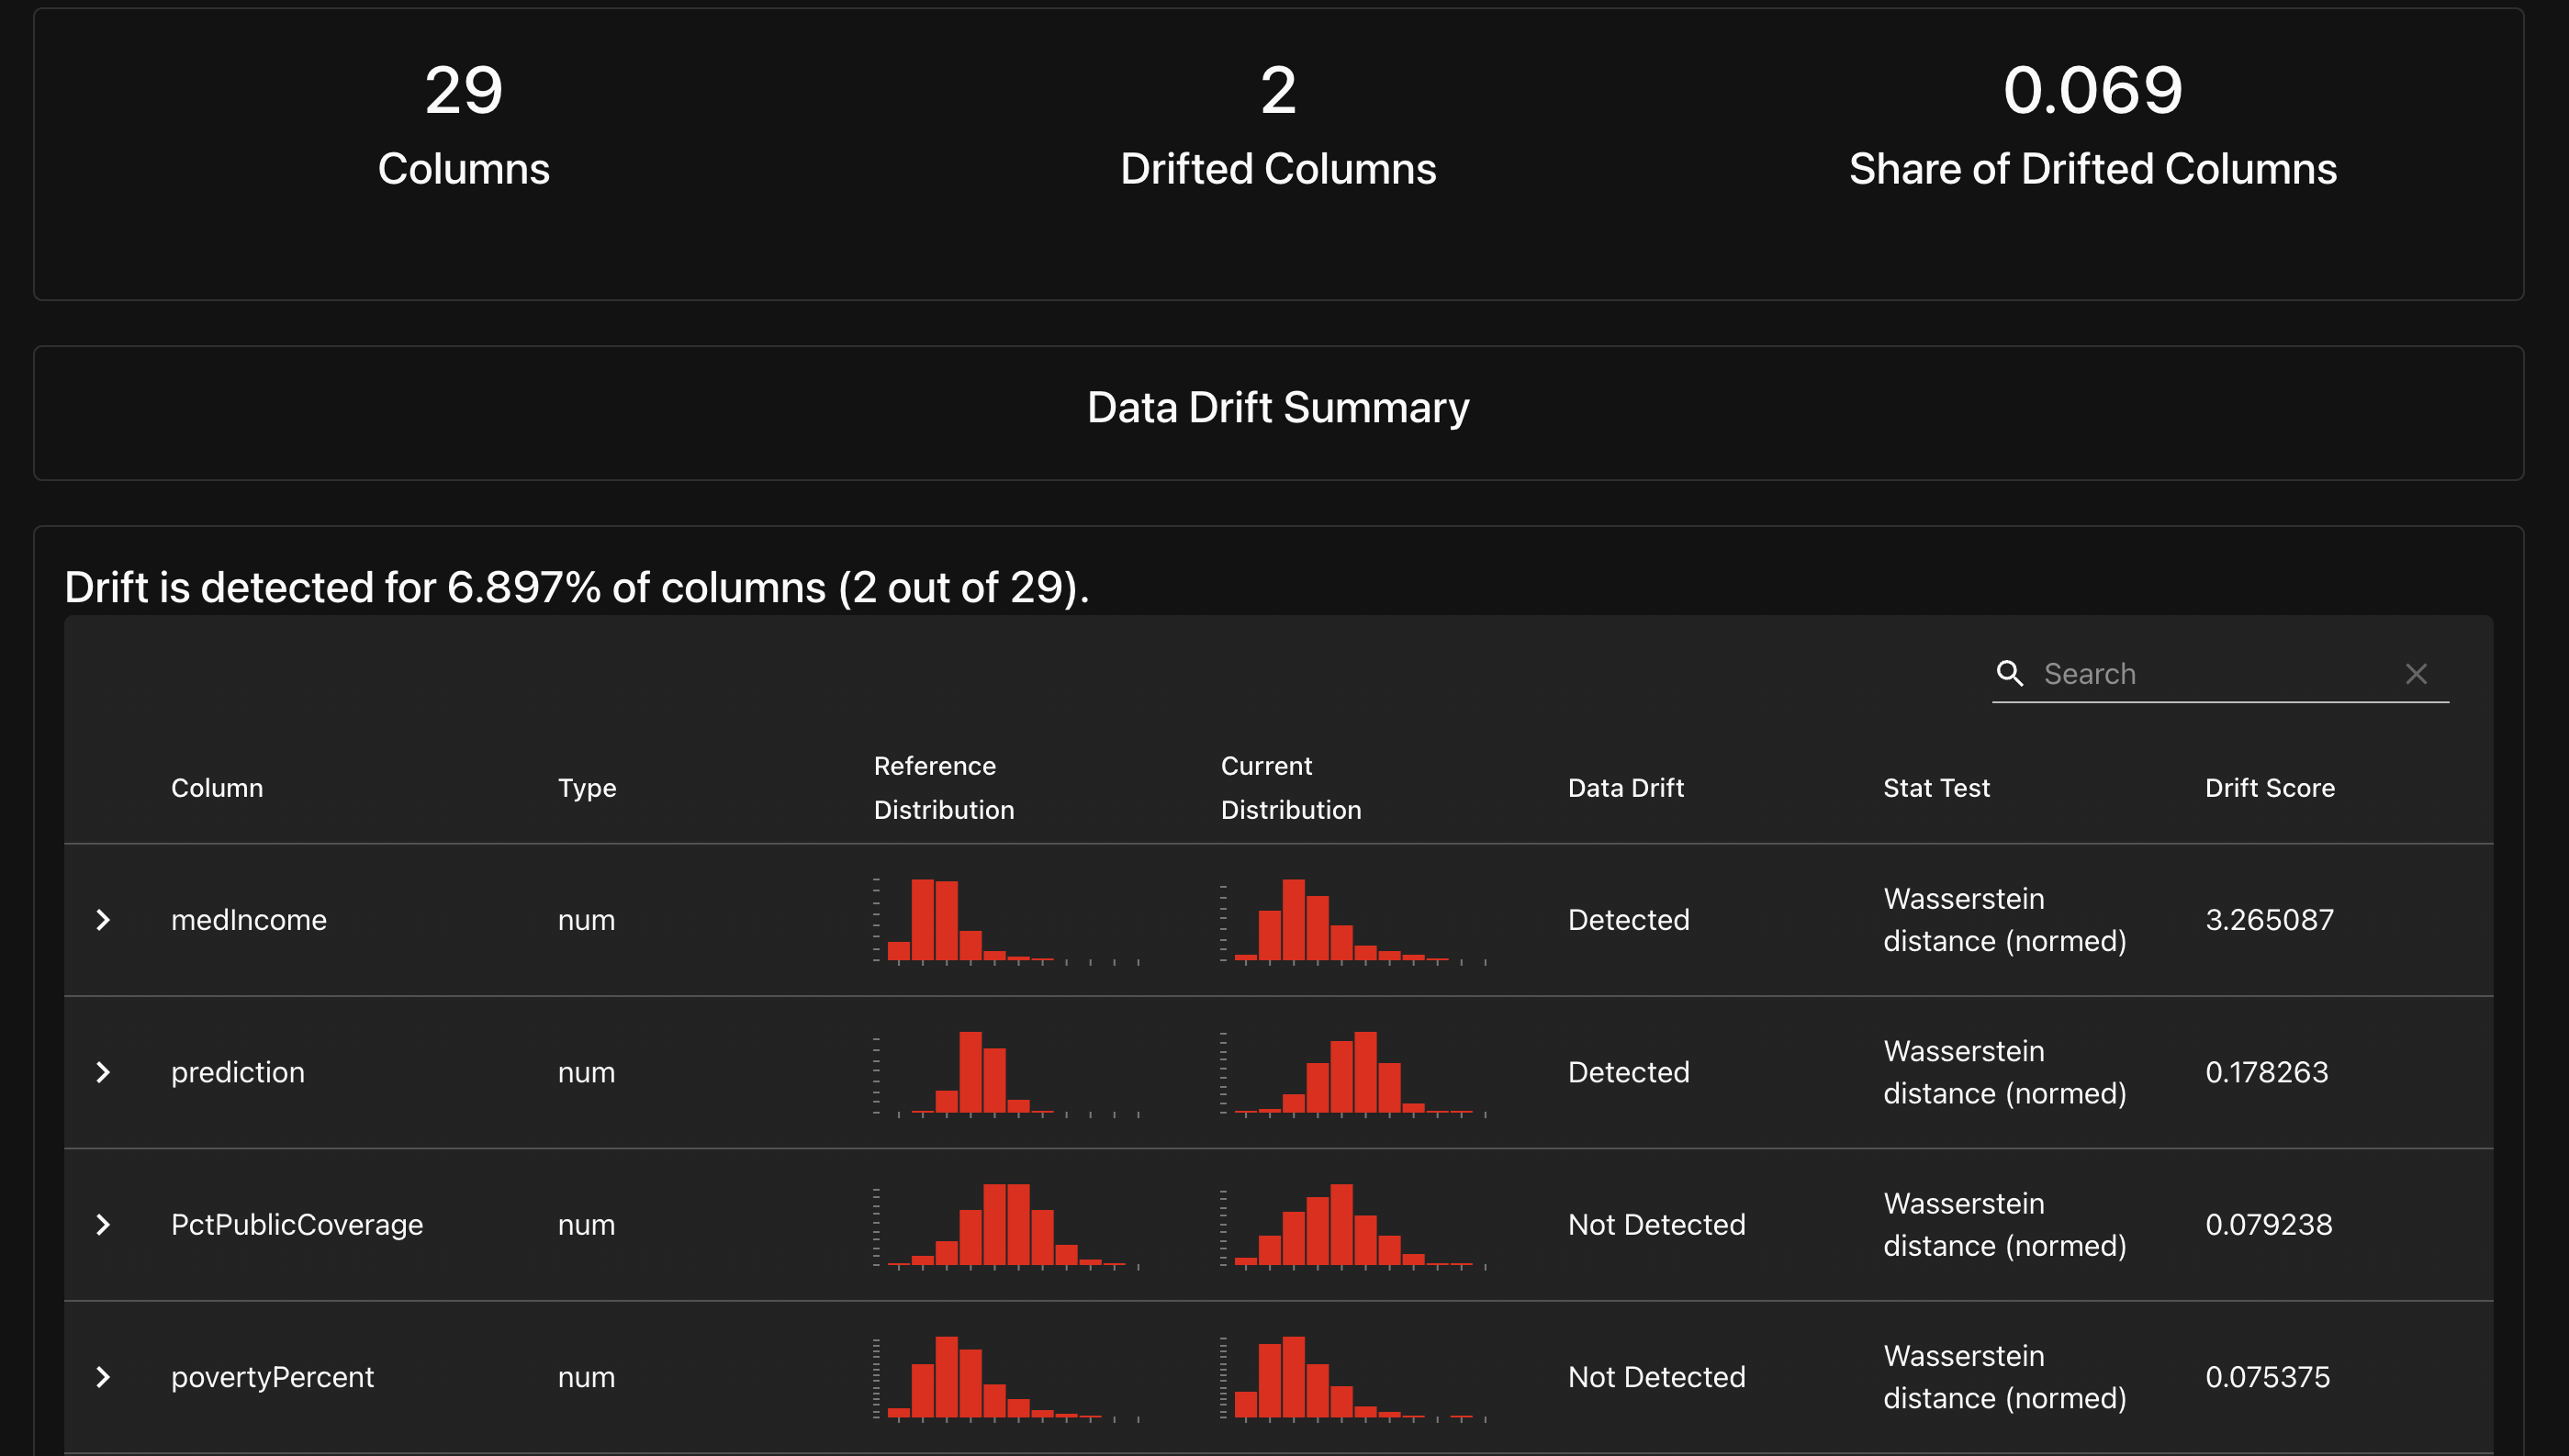 29
Columns
2
Drifted Columns
0.069
Share of Drifted Columns
Data Drift Summary
Drift is detected for 6.897% of columns (2 out of 29).
Search
Column
Type
Reference
Distribution
Current
Distribution
Data Drift
Stat Test
Drift Score
medIncome
num
Detected
Wasserstein
distance (normed)
3.265087
prediction
num
Detected
Wasserstein
distance (normed)
0.178263
PctPublicCoverage
num
Not Detected
Wasserstein
distance (normed)
0.079238
povertyPercent
num
Not Detected
Wasserstein
distance (normed)
0.075375